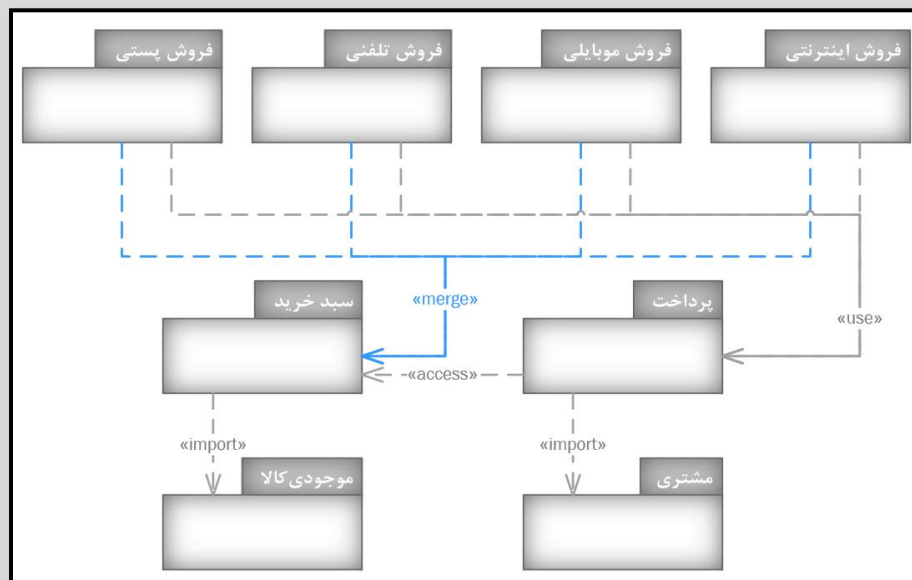 فروش اینترنتی
فروش موبایلی
فروش تلفنی
فروش پستی
«merge»
سبد خرید
پرداخت
«use»
«access»
«import»
«import»
موجودی کالا
مشتری